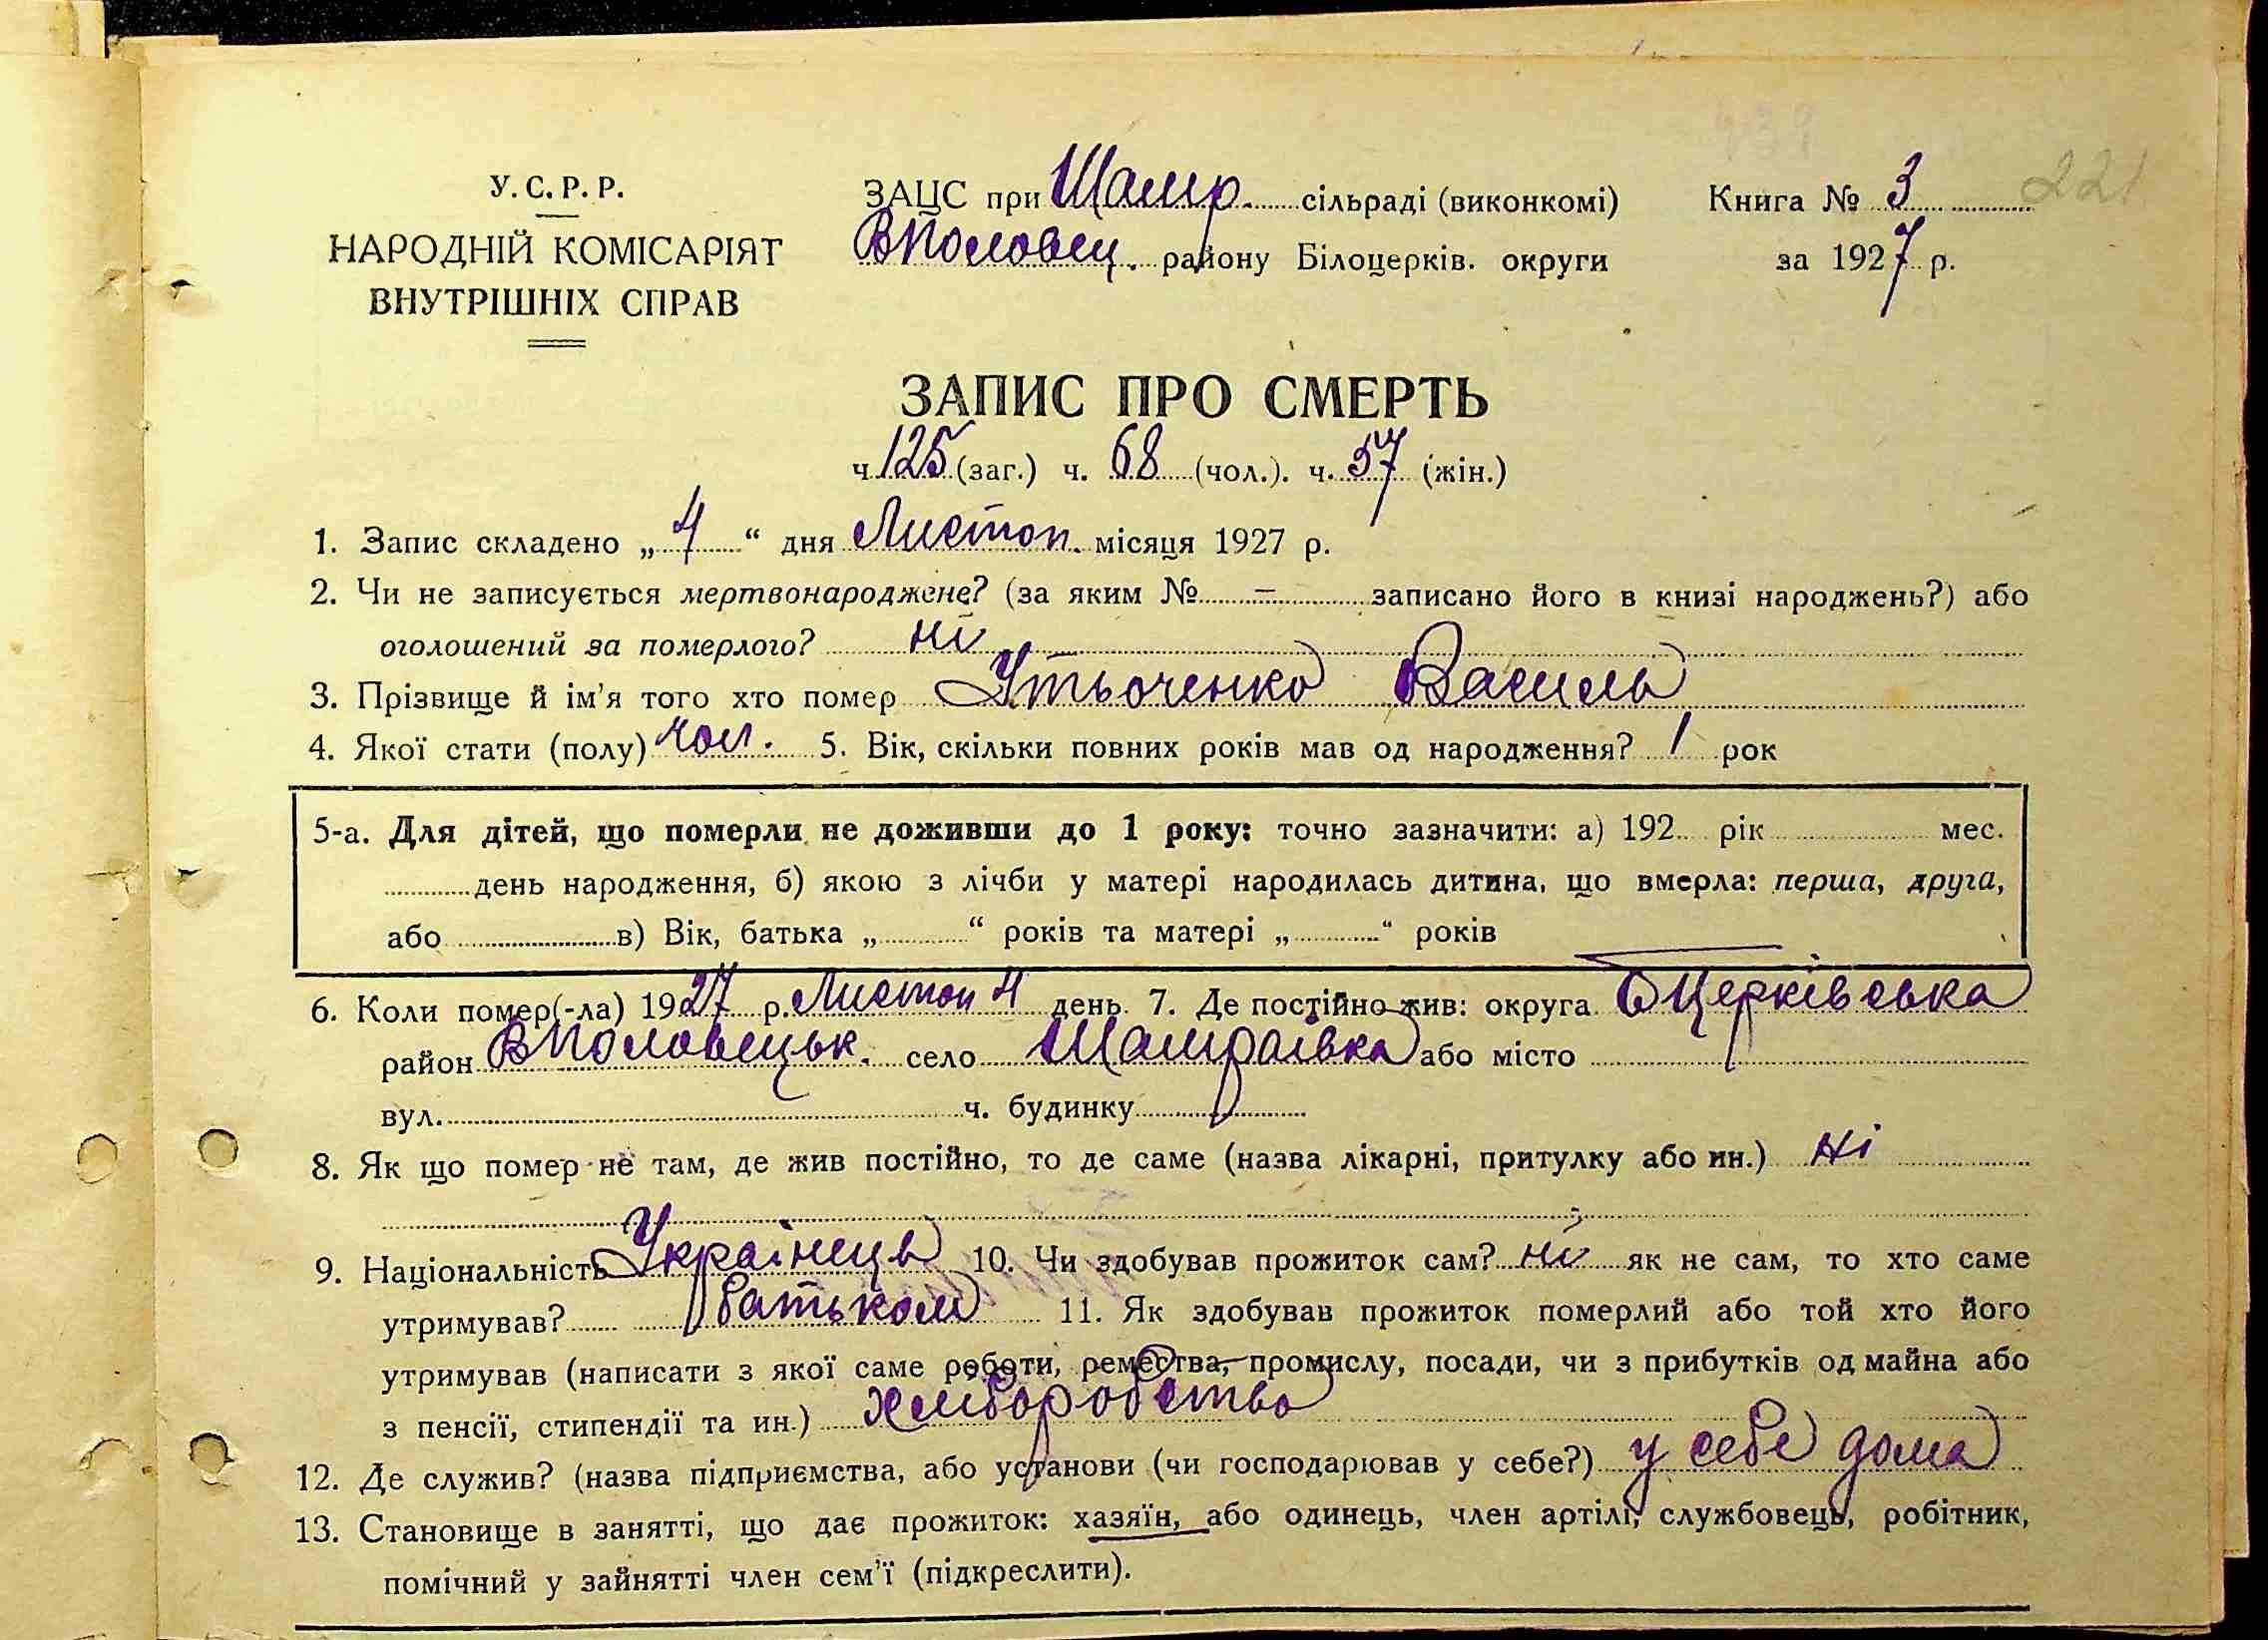 221
У. С. Р. Р.
НАРОДНІЙ КОМІСАРІЯТ
ВНУТРІШНІХ СПРАВ
ЗАЦС при Шамр. сільраді (виконкомі)
ВПоловец. району Білоцерків. округи
Книга № 3
за 1927 р.
ЗАПИС ПРО СМЕРТЬ
ч. 125 (заг.) ч. 68 (чол.). ч. 57 (жін.)
1. Запис складено „4“ дня Листоп. місяця 1927 р.
2. Чи не записується мертвонароджене? (за яким № – записано його в книзі народжень?) або
оголошений за померлого? ні
3. Прізвище й ім’я того хто помер Утьоченко Василь
4. Якої стати (полу) чол. 5. Вік, скільки повних років мав од народження? 1 рок
5-а. Для дітей, що померли не доживши до 1 року: точно зазначити: а) 192 рік мес.
день народження, б) якою з лічби у матері народилась дитина, що вмерла: перша, друга,
або в) Вік, батька „ “ років та матері „ “ років
6. Коли помер(-ла) 1927 р. Листоп 4 день 7. Де постійно жив: округа БЦерківська
район ВПоловецьк. село Шамраівка або місто
вул. ч. будинку
8. Як що помер не там, де жив постійно, то де саме (назва лікарні, притулку або ин.) ні
9. Національність Українець 10. Чи здобував прожиток сам? ні як не сам, то хто саме
утримував? батьком 11. Як здобував прожиток померлий або той хто його
утримував (написати з якої саме роботи, ремества, промислу, посади, чи з прибутків од майна або
з пенсії, стипендії та ин.) хліборобство
12. Де служив? (назва підприємства, або установи (чи господарював у себе?) у себе дома
13. Становище в занятті, що дає прожиток: хазяїн, або одинець, член артілі, службовець, робітник,
помічний у зайнятті член сем’ї (підкреслити).